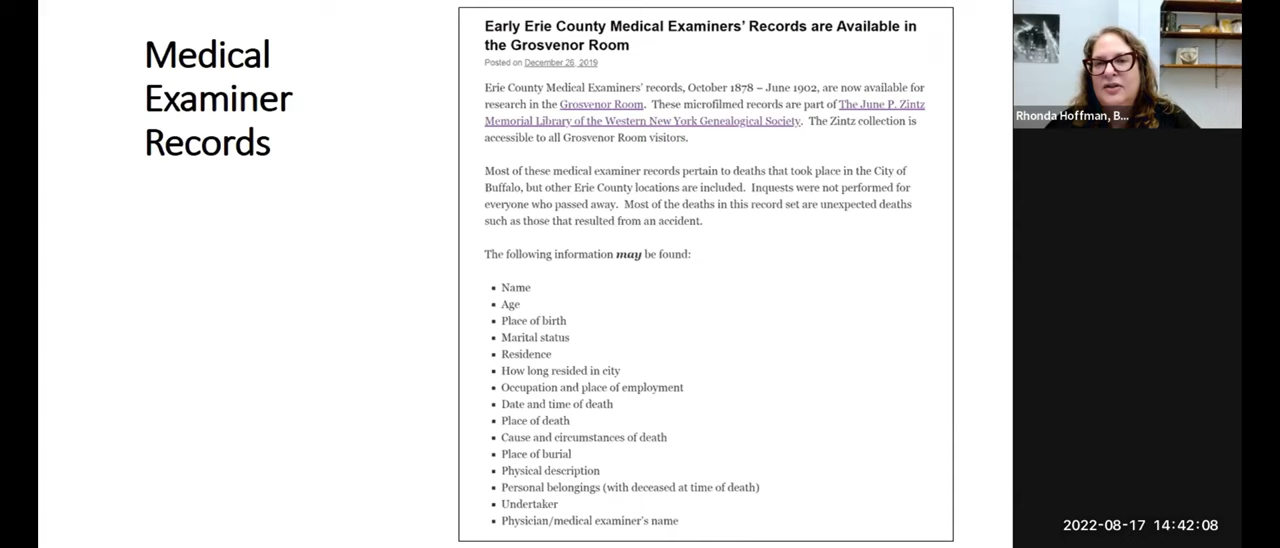 Medical
Examiner
Records
Early Erie County Medical Examiners' Records are Available in
the Grosvenor Room
Posted on December 26, 2019
Erie County Medical Examiners' records, October 1878 – June 1902, are now available for
research in the Grosvenor Room. These microfilmed records are part of The June P. Zintz
Memorial Library of the Western New York Genealogical Society. The Zintz collection is
accessible to all Grosvenor Room visitors.
Most of these medical examiner records pertain to deaths that took place in the City of
Buffalo, but other Erie County locations are included. Inquests were not performed for
everyone who passed away. Most of the deaths in this record set are unexpected deaths
such as those that resulted from an accident.
The following information may be found:
▪ Name
▪ Age
▪ Place of birth
▪ Marital status
▪ Residence
▪ How long resided in city
▪ Occupation and place of employment
▪ Date and time of death
▪ Place of death
▪ Cause and circumstances of death
▪ Place of burial
▪ Physical description
▪ Personal belongings (with deceased at time of death)
▪ Undertaker
▪ Physician/medical examiner's name
Rhonda Hoffman, B...
2022-08-17 14:42:08